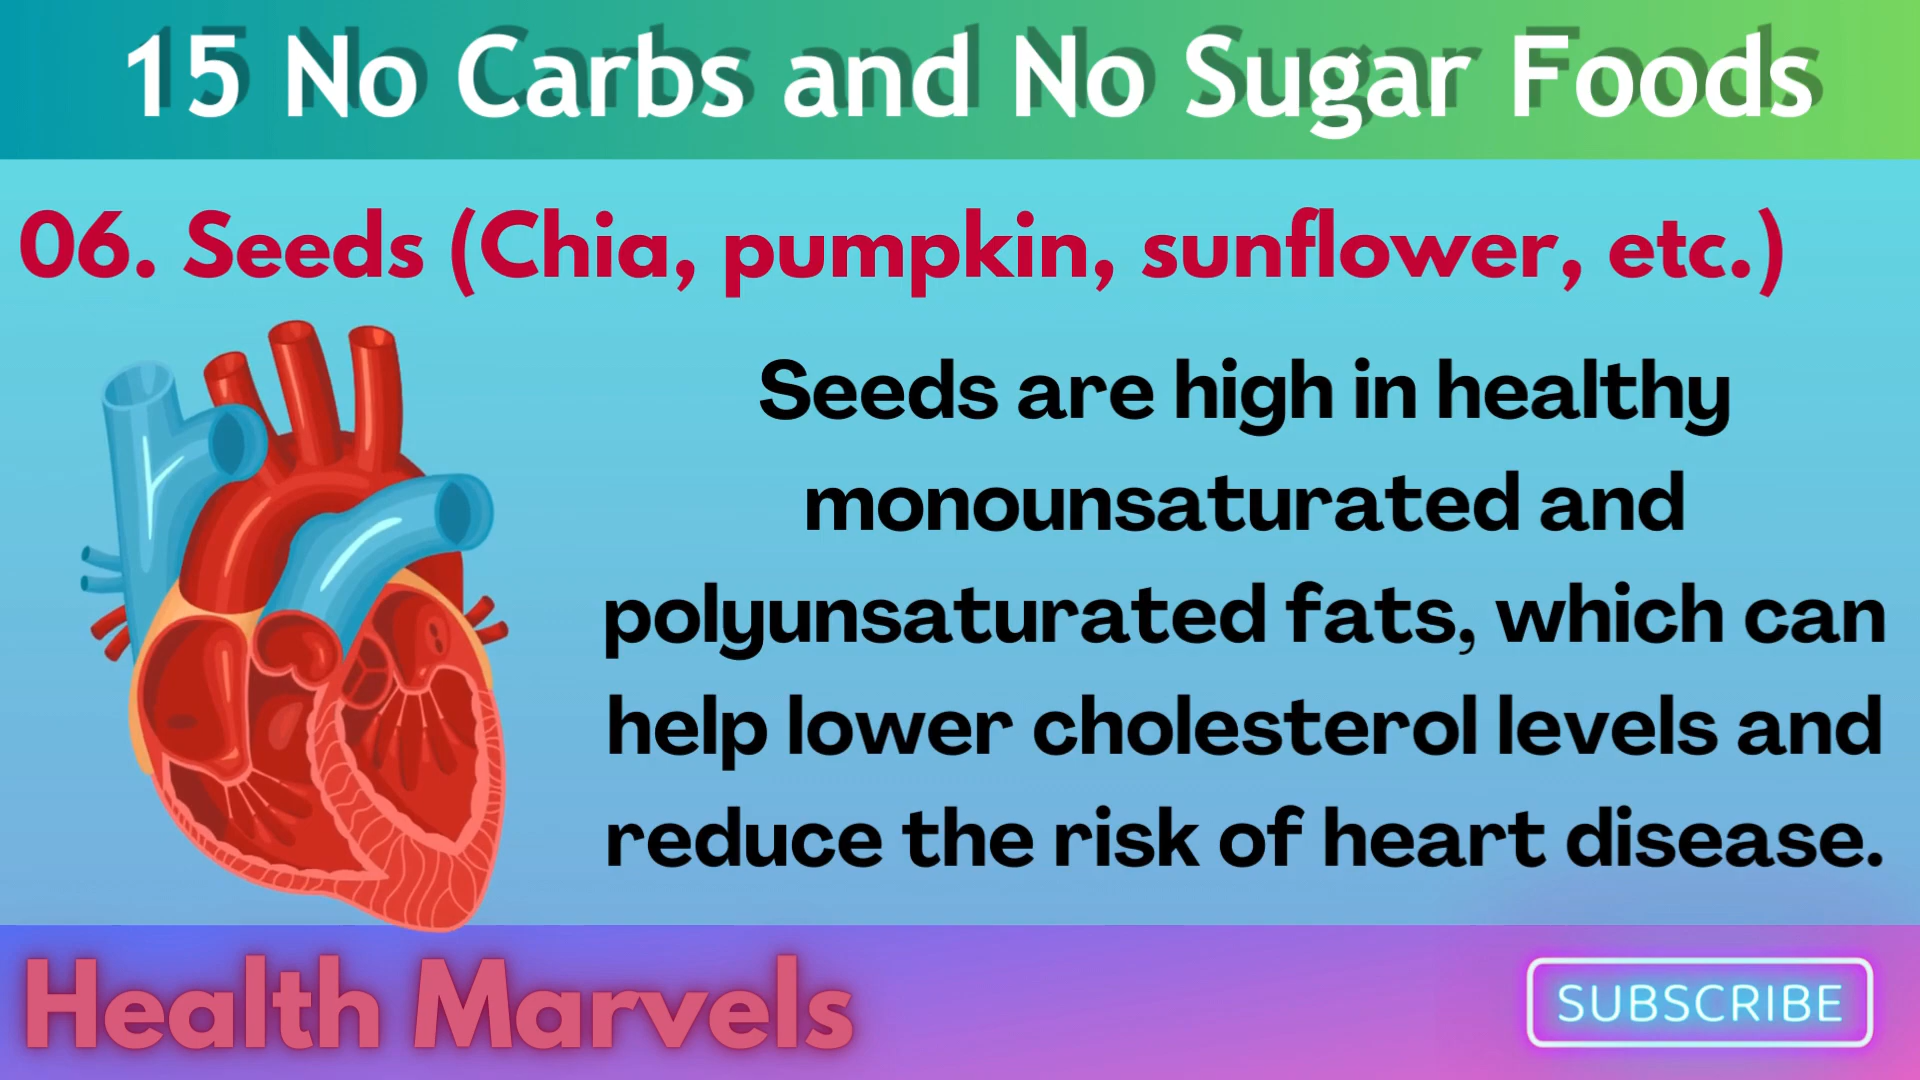 15 No Carbs and No Sugar Foods
06. Seeds (Chia, pumpkin, sunflower, etc.)
Seeds are high in healthy
monounsaturated and
polyunsaturated fats, which can
help lower cholesterol levels and
reduce the risk of heart disease.
Health Marvels
SUBSCRIBE